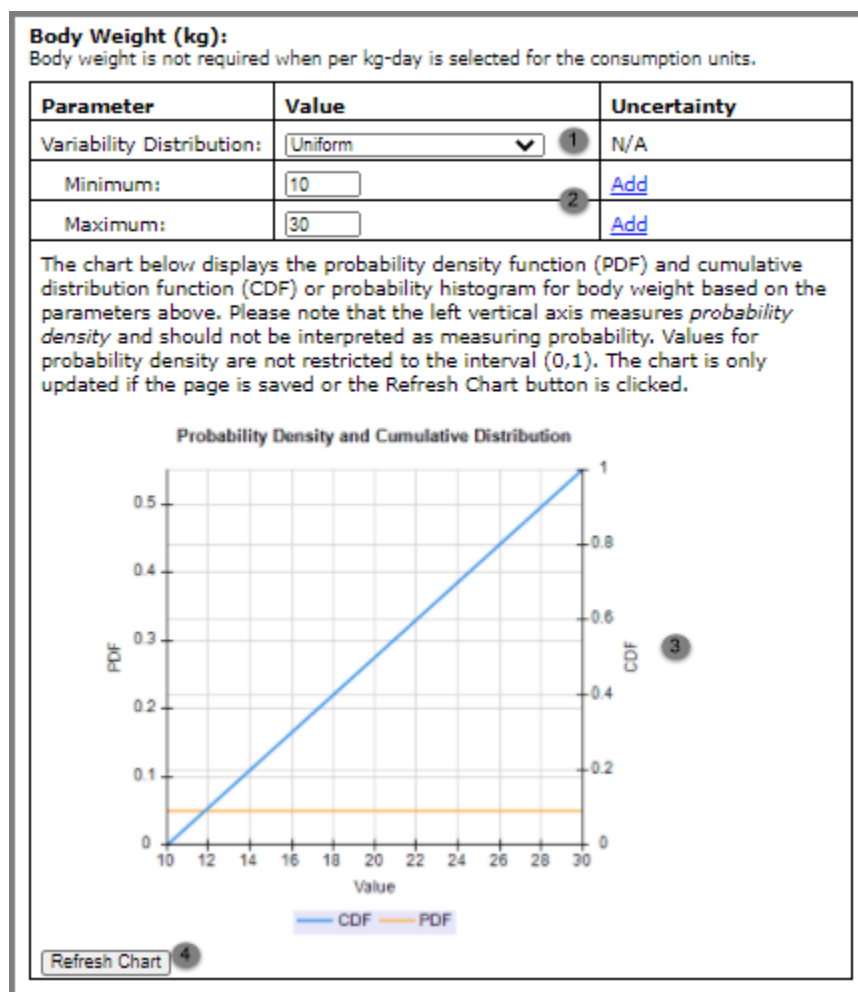 Body Weight (kg):
Body weight is not required when per kg-day is selected for the consumption units.
Parameter Value Uncertainty
Variability Distribution: Uniform 1 N/A
Minimum: 10 Add
2
Maximum: 30 Add
The chart below displays the probability density function (PDF) and cumulative
distribution function (CDF) or probability histogram for body weight based on the
parameters above. Please note that the left vertical axis measures probability
density and should not be interpreted as measuring probability. Values for
probability density are not restricted to the interval (0,1). The chart is only
updated if the page is saved or the Refresh Chart button is clicked.
Probability Density and Cumulative Distribution
1
0.5
0.8
0.4
0.6
0.3
PDF
CDF
3
0.2
0.4
0.1
0.2
0
0
10 12 14 16 18 20 22 24 26 28 30
Value
CDF PDF
Refresh Chart 4